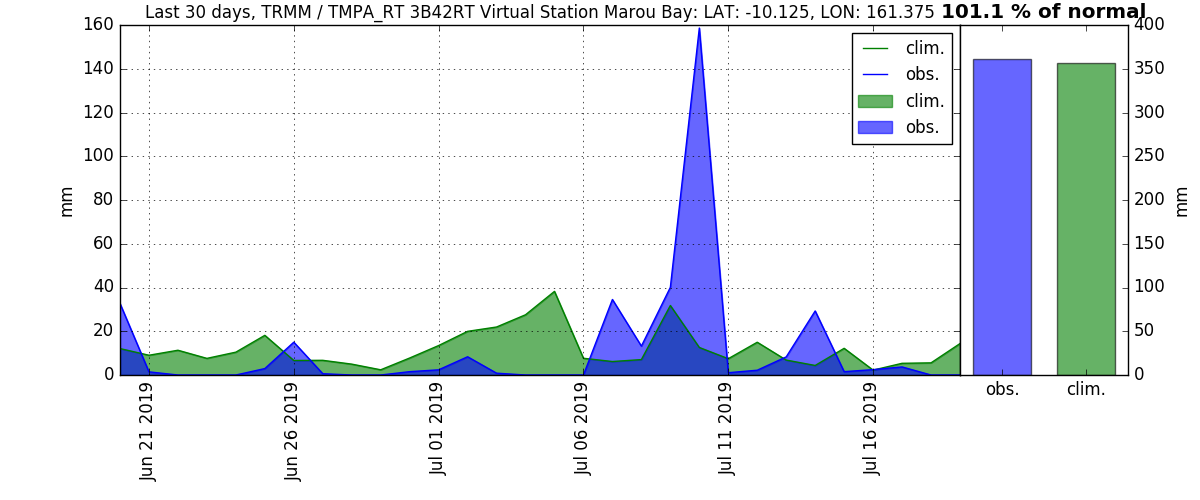 Last 30 days, TRMM / TMPA_RT 3B42RT Virtual Station Marou Bay: LAT: -10.125, LON: 161.375 101.1 % of normal
160
140
120
100
80
60
40
20
0
mm
clim.
obs.
clim.
obs.
400
350
300
250
200
150
100
50
0
mm
Jun 21 2019
Jun 26 2019
Jul 01 2019
Jul 06 2019
Jul 11 2019
Jul 16 2019
obs. clim.